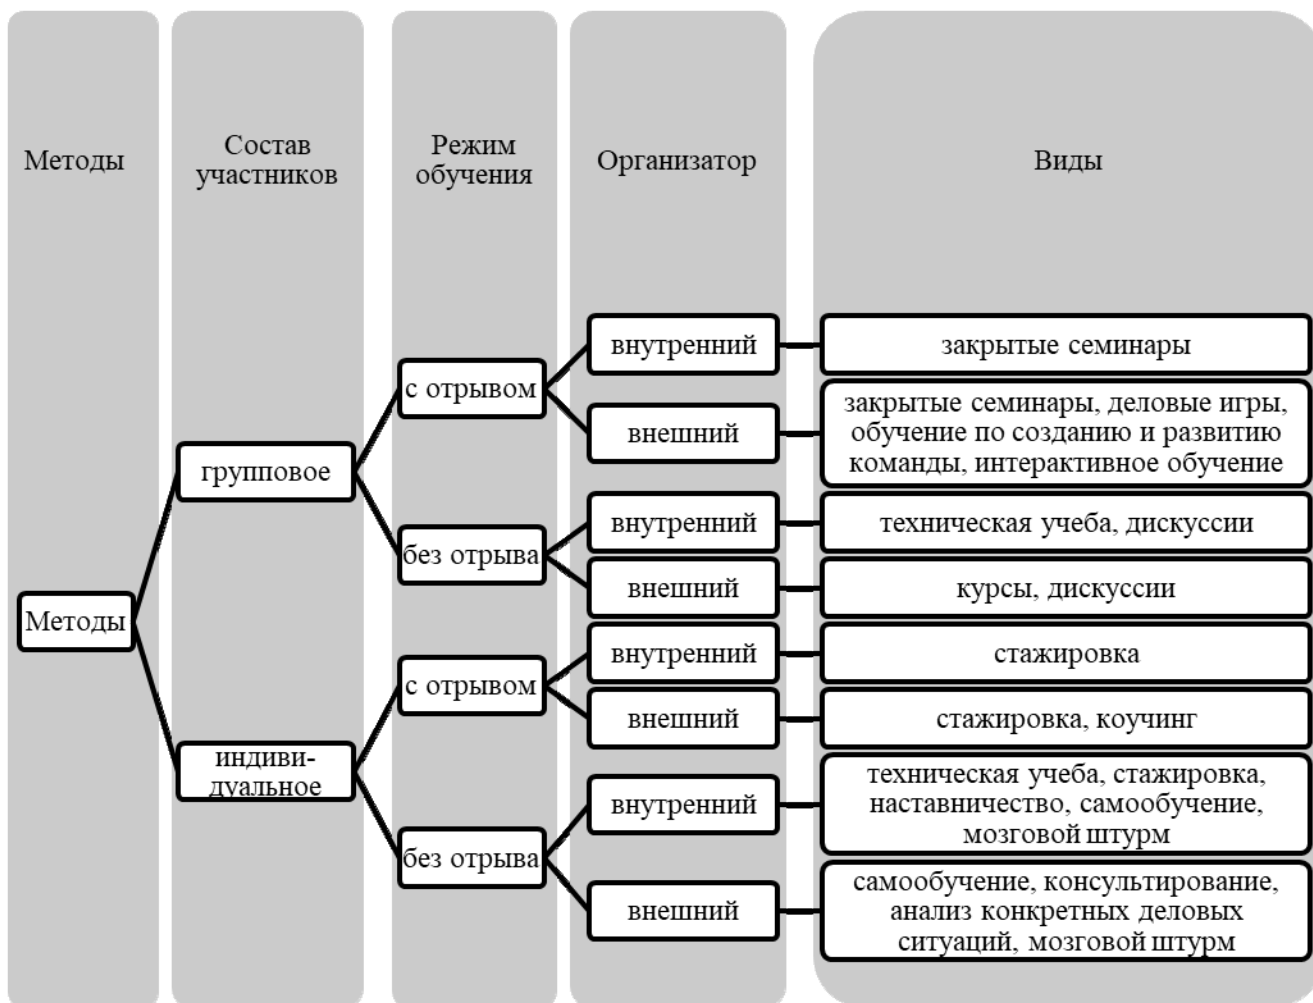 Методы
Состав
участников
Режим
обучения
Организатор
Виды
Методы
групповое
с отрывом
внутренний
закрытые семинары
внешний
закрытые семинары, деловые игры,
обучение по созданию и развитию
команды, интерактивное обучение
без отрыва
внутренний
техническая учеба, дискуссии
внешний
курсы, дискуссии
индиви-
дуальное
с отрывом
внутренний
стажировка
внешний
стажировка, коучинг
без отрыва
внутренний
техническая учеба, стажировка,
наставничество, самообучение,
мозговой штурм
внешний
самообучение, консультирование,
анализ конкретных деловых
ситуаций, мозговой штурм